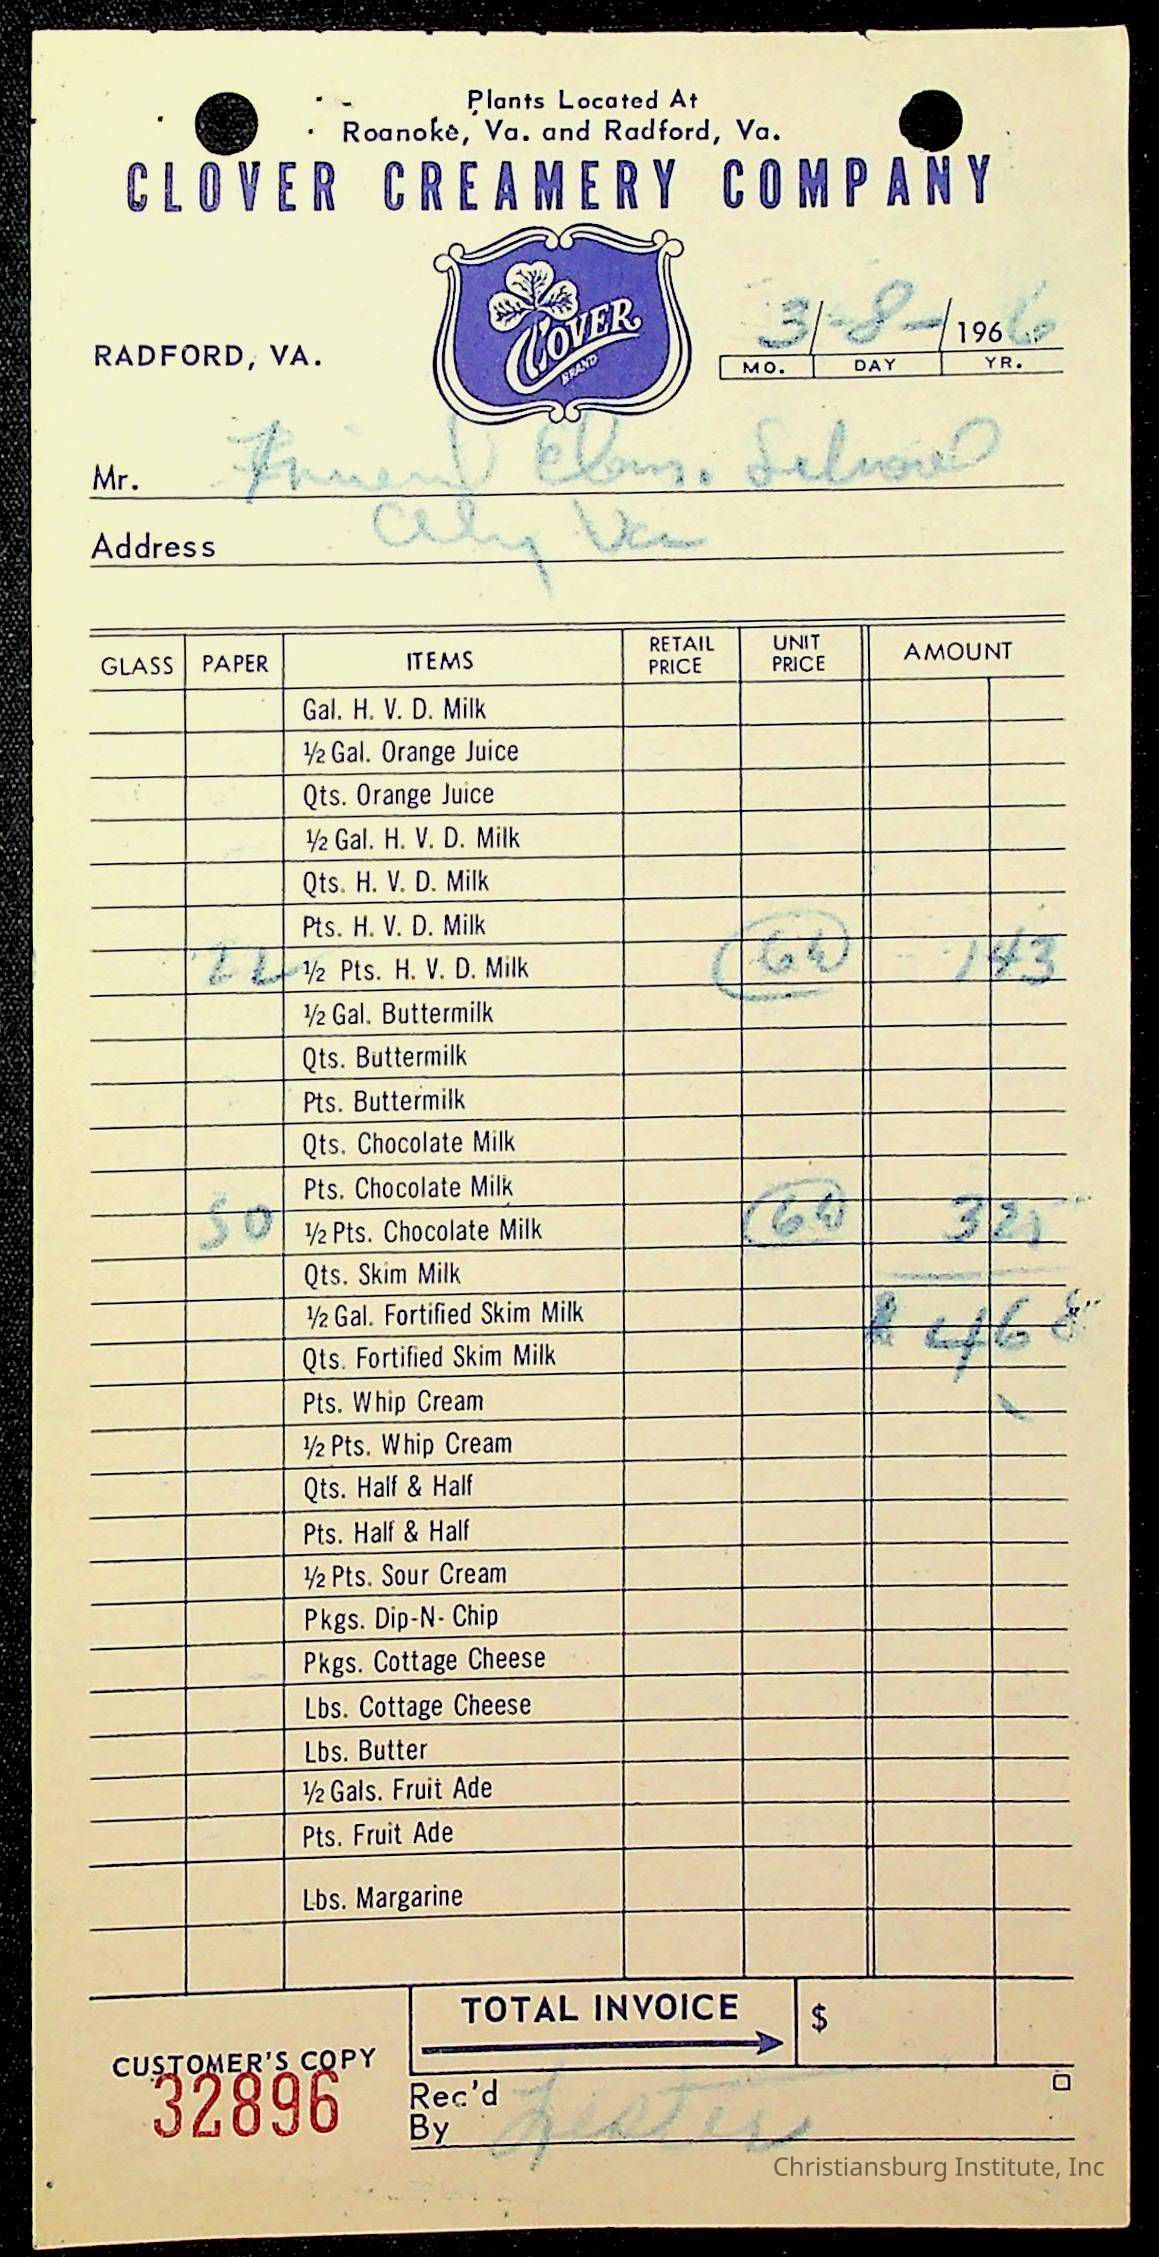 Plants Located At
Roanoke, Va. and Radford, Va.
CLOVER CREAMERY COMPANY
CLOVER
BRAND
RADFORD, VA.
3/-8-/1966
MO. DAY YR.
Mr. Friend Elem. School
Address Va
GLASS PAPER ITEMS RETAIL PRICE UNIT PRICE AMOUNT
Gal. H. V. D. Milk
½ Gal. Orange Juice
Qts. Orange Juice
½ Gal. H. V. D. Milk
Qts. H. V. D. Milk
Pts. H. V. D. Milk
22 ½ Pts. H. V. D. Milk 143
½ Gal. Buttermilk
Qts. Buttermilk
Pts. Buttermilk
Qts. Chocolate Milk
Pts. Chocolate Milk
50 ½ Pts. Chocolate Milk 325
Qts. Skim Milk
½ Gal. Fortified Skim Milk $ 468
Qts. Fortified Skim Milk
Pts. Whip Cream
½ Pts. Whip Cream
Qts. Half & Half
Pts. Half & Half
½ Pts. Sour Cream
Pkgs. Dip-N- Chip
Pkgs. Cottage Cheese
Lbs. Cottage Cheese
Lbs. Butter
½ Gals. Fruit Ade
Pts. Fruit Ade
Lbs. Margarine
TOTAL INVOICE $
CUSTOMER'S COPY
32896
Rec'd
By Lester
Christiansburg Institute, Inc